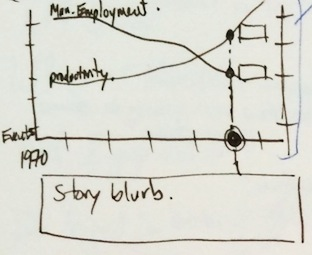 Man. Employment.
productivity.
Events
1970
Story blurb.